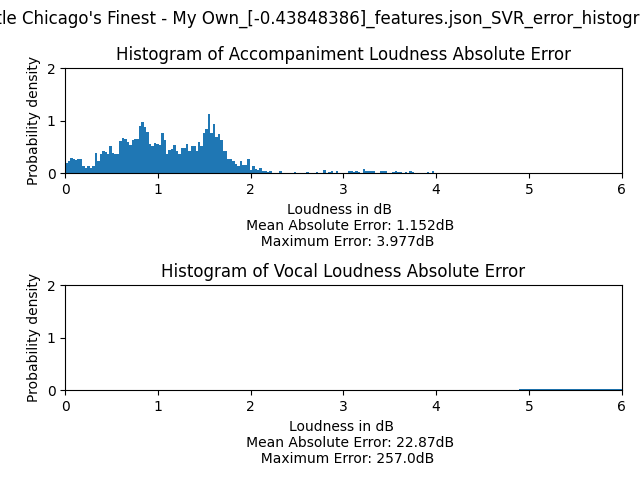 tle Chicago's Finest - My Own_[-0.43848386]_features.json_SVR_error_histogr
Histogram of Accompaniment Loudness Absolute Error
Probability density
2
1
0
0 1 2 3 4 5 6
Loudness in dB
Mean Absolute Error: 1.152dB
Maximum Error: 3.977dB
Histogram of Vocal Loudness Absolute Error
Probability density
2
1
0
0 1 2 3 4 5 6
Loudness in dB
Mean Absolute Error: 22.87dB
Maximum Error: 257.0dB